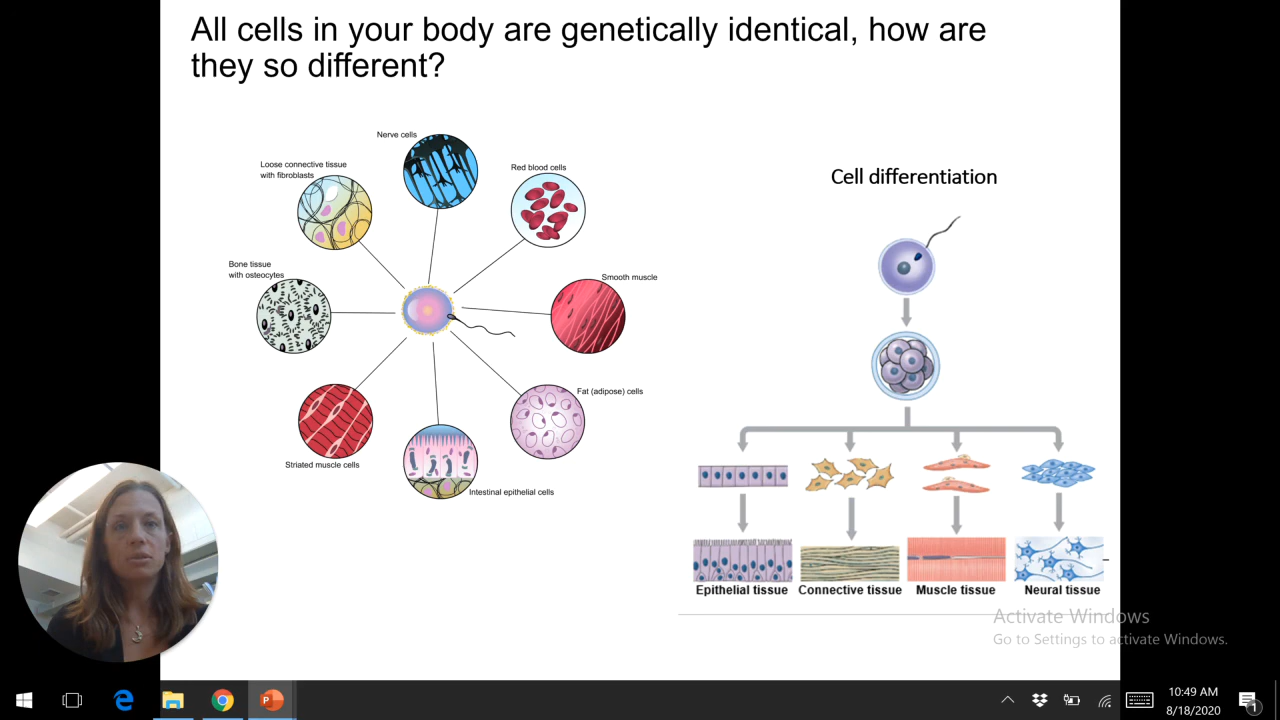 All cells in your body are genetically identical, how are
they so different?
Nerve cells
Loose connective tissue
with fibroblasts
Red blood cells
Bone tissue
with osteocytes
Smooth muscle
Fat (adipose) cells
Striated muscle cells
Intestinal epithelial cells
Cell differentiation
Epithelial tissue
Connective tissue
Muscle tissue
Neural tissue
Activate Windows
Go to Settings to activate Windows.
10:49 AM
8/18/2020
1